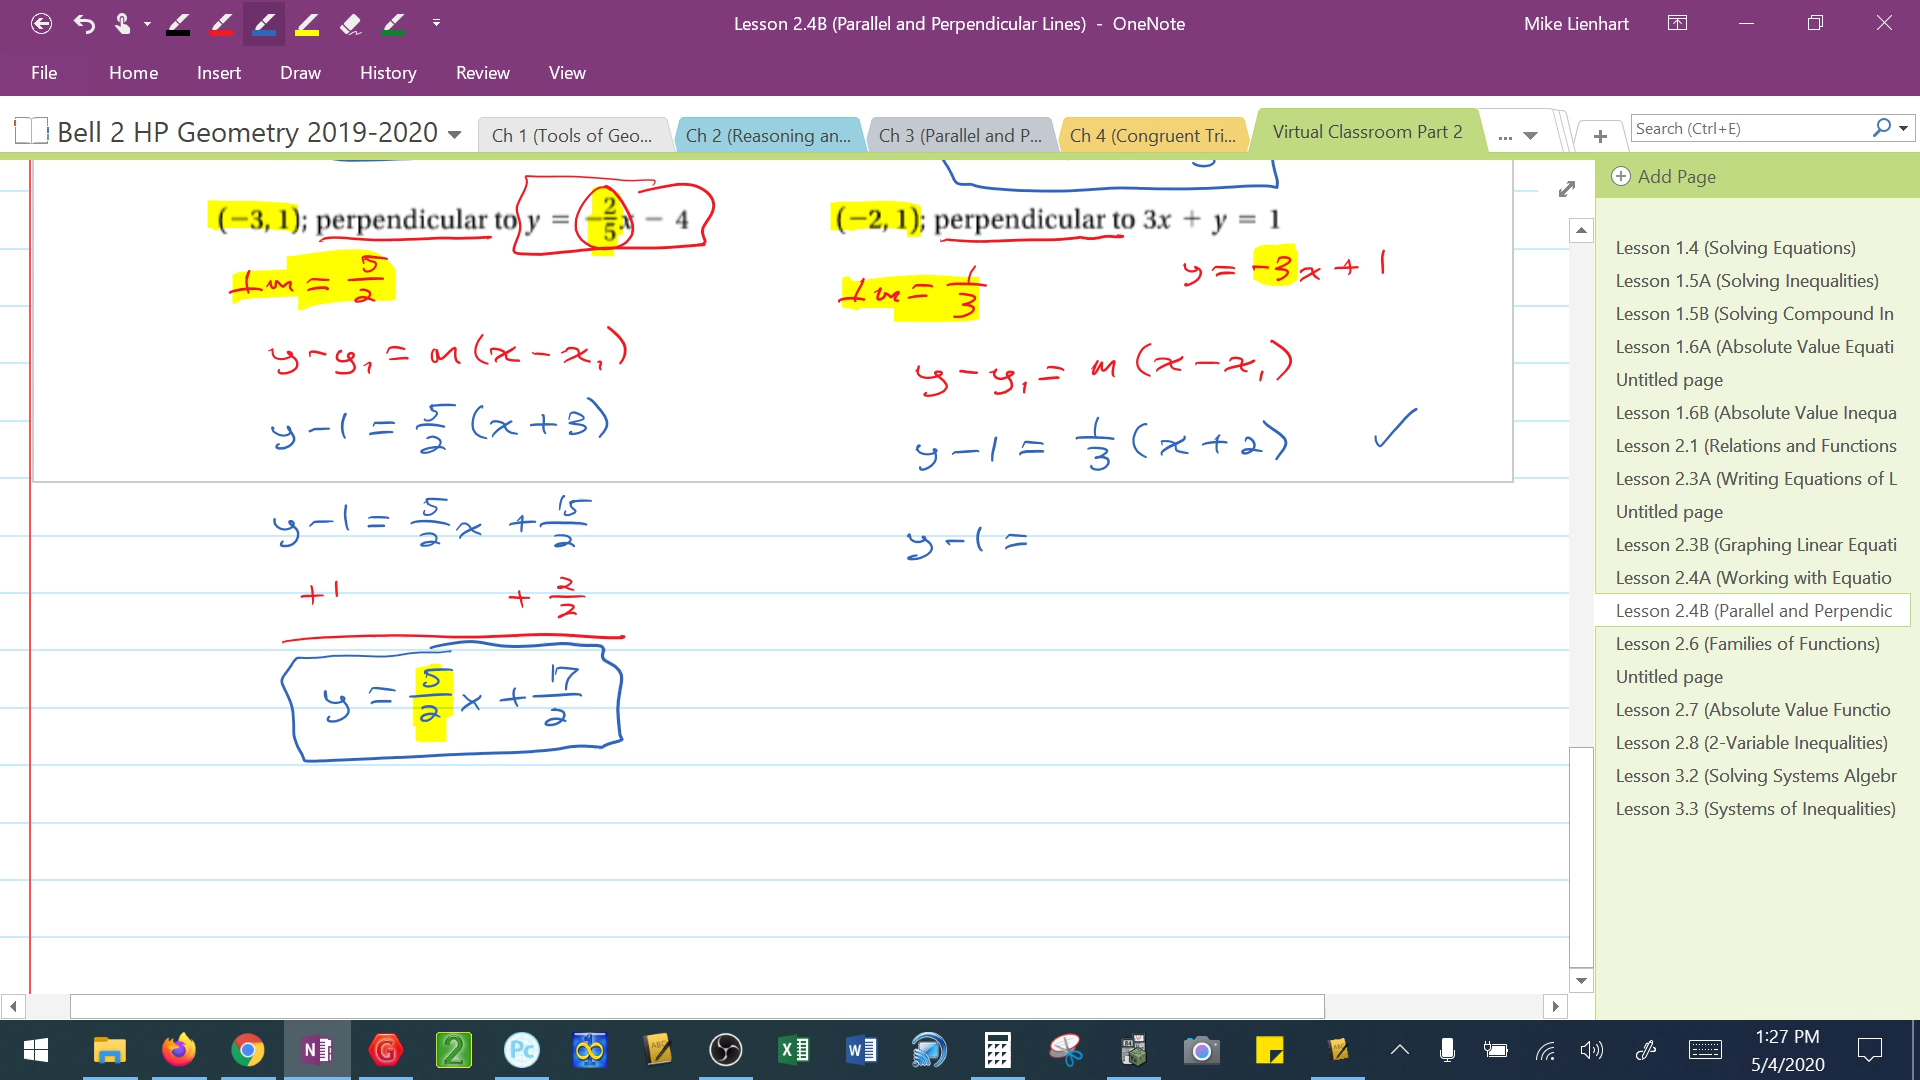 Lesson 2.4B (Parallel and Perpendicular Lines) - OneNote
Mike Lienhart
File Home Insert Draw History Review View
Bell 2 HP Geometry 2019-2020
Ch 1 (Tools of Geo...
Ch 2 (Reasoning an...
Ch 3 (Parallel and P...
Ch 4 (Congruent Tri...
Virtual Classroom Part 2
...
Search (Ctrl+E)
Add Page
(−3, 1); perpendicular to y = −2/5x − 4
⊥m = 5/2
y − y₁ = m(x − x₁)
y − 1 = 5/2 (x + 3)
y − 1 = 5/2 x + 15/2
+1 + 2/2
y = 5/2 x + 17/2
(−2, 1); perpendicular to 3x + y = 1
y = −3x + 1
⊥m = 1/3
y − y₁ = m (x − x₁)
y − 1 = 1/3 (x + 2) ✓
y − 1 =
Lesson 1.4 (Solving Equations)
Lesson 1.5A (Solving Inequalities)
Lesson 1.5B (Solving Compound In
Lesson 1.6A (Absolute Value Equati
Untitled page
Lesson 1.6B (Absolute Value Inequa
Lesson 2.1 (Relations and Functions
Lesson 2.3A (Writing Equations of L
Untitled page
Lesson 2.3B (Graphing Linear Equati
Lesson 2.4A (Working with Equatio
Lesson 2.4B (Parallel and Perpendic
Lesson 2.6 (Families of Functions)
Untitled page
Lesson 2.7 (Absolute Value Functio
Lesson 2.8 (2-Variable Inequalities)
Lesson 3.2 (Solving Systems Algebr
Lesson 3.3 (Systems of Inequalities)
1:27 PM
5/4/2020